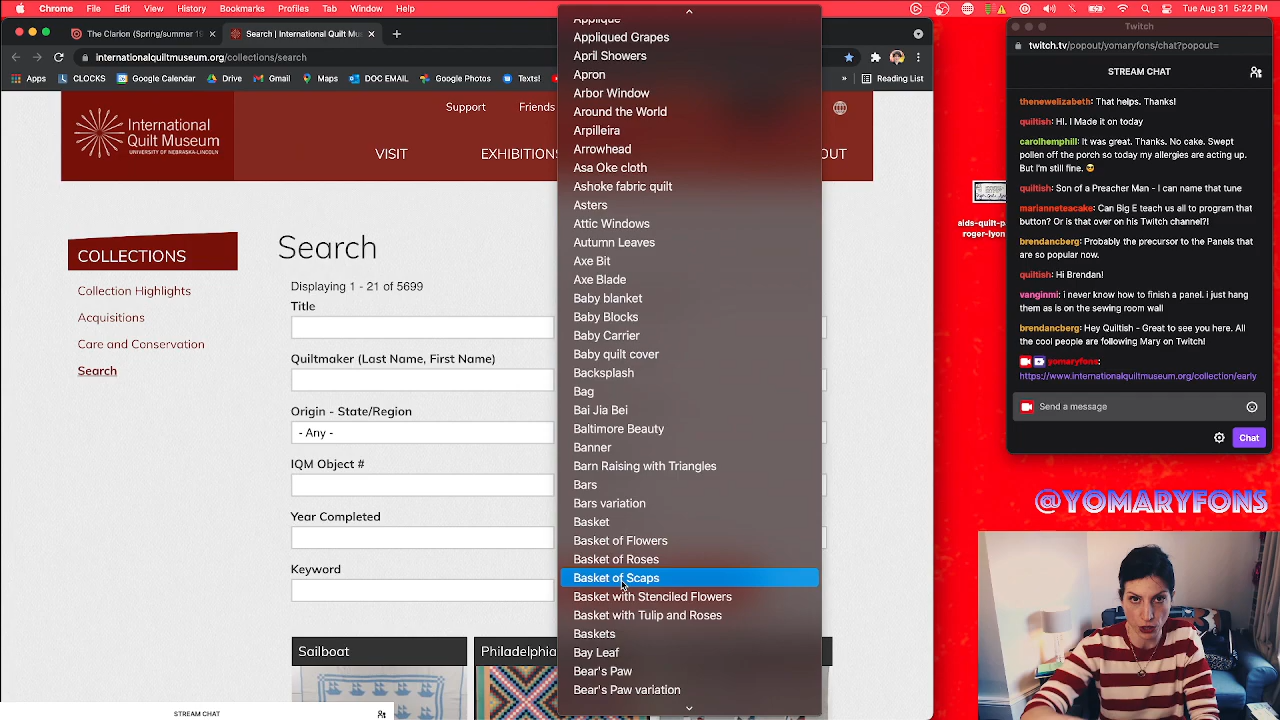 Chrome File Edit View History Bookmarks Profiles Tab Window Help
Tue Aug 31 5:22 PM
The Clarion (Spring/summer 19
Search | International Quilt Mu
internationalquiltmuseum.org/collections/search
Apps
CLOCKS
International Color...
Gmail
Maps
DOC EMAIL
Texts!
Reading List
International
Quilt Museum
UNIVERSITY OF NEBRASKA-LINCOLN
Support
Friends
VISIT
EXHIBITIONS
OUT
COLLECTIONS
Collection Highlights
Acquisitions
Care and Conservation
Search
Search
Displaying 1 - 21 of 5699
Title
Quiltmaker (Last Name, First Name)
Origin - State/Region
- Any -
IQM Object #
Year Completed
Keyword
Sailboat
Philadelphia
STREAM CHAT
Applique
Appliqued Grapes
April Showers
Apron
Arbor Window
Around the World
Arpilleira
Arrowhead
Asa Oke cloth
Ashoke fabric quilt
Asters
Attic Windows
Autumn Leaves
Axe Bit
Axe Blade
Baby blanket
Baby Blocks
Baby Carrier
Baby quilt cover
Backsplash
Bag
Bai Jia Bei
Baltimore Beauty
Banner
Barn Raising with Triangles
Bars
Bars variation
Basket
Basket of Flowers
Basket of Roses
Basket of Scaps
Basket with Stenciled Flowers
Basket with Tulip and Roses
Baskets
Bay Leaf
Bear's Paw
Bear's Paw variation
aids-quilt-p
roger-lyon
Twitch
twitch.tv/popout/yomaryfons/chat?popout=
STREAM CHAT
thenewelizabeth: That helps. Thanks!
quiltish: HI. I Made it on today
carolhemphill: It was great. Thanks. No cake. Swept
pollen off the porch so today my allergies are acting up.
But I'm still fine. 😎
quiltish: Son of a Preacher Man - I can name that tune
marianneteacake: Can Big E teach us all to program that
button? Or is that over on his Twitch channel?!
brendancberg: Probably the precursor to the Panels that
are so popular now.
quiltish: Hi Brendan!
vanginmi: i never know how to finish a panel. i just hang
them as is on the sewing room wall
brendancberg: Hey Quiltish - Great to see you here. All
the cool people are following Mary on Twitch!
yomaryfons:
https://www.internationalquiltmuseum.org/collection/early
Send a message
Chat
@YOMARYFONS